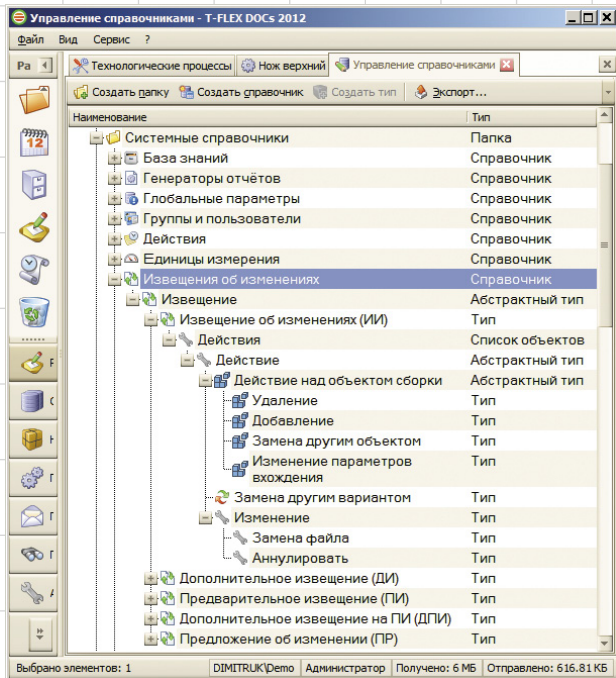 Управление справочниками - T-FLEX DOCs 2012
Файл Вид Сервис ?
Ра
Технологические процессы Нож верхний Управление справочниками
Создать папку Создать справочник Создать тип Экспорт...
Наименование Тип
Системные справочники Папка
База знаний Справочник
Генераторы отчётов Справочник
Глобальные параметры Справочник
Группы и пользователи Справочник
Действия Справочник
Единицы измерения Справочник
Извещения об изменениях Справочник
Извещение Абстрактный тип
Извещение об изменениях (ИИ) Тип
Действия Список объектов
Действие Абстрактный тип
Действие над объектом сборки Абстрактный тип
Удаление Тип
Добавление Тип
Замена другим объектом Тип
Изменение параметров Тип
вхождения
Замена другим вариантом Тип
Изменение Тип
Замена файла Тип
Аннулировать Тип
Дополнительное извещение (ДИ) Тип
Предварительное извещение (ПИ) Тип
Дополнительное извещение на ПИ (ДПИ) Тип
Предложение об изменении (ПР) Тип
12
Выбрано элементов: 1 DIMITRUK\Demo Администратор Получено: 6 МБ Отправлено: 616.81 КБ